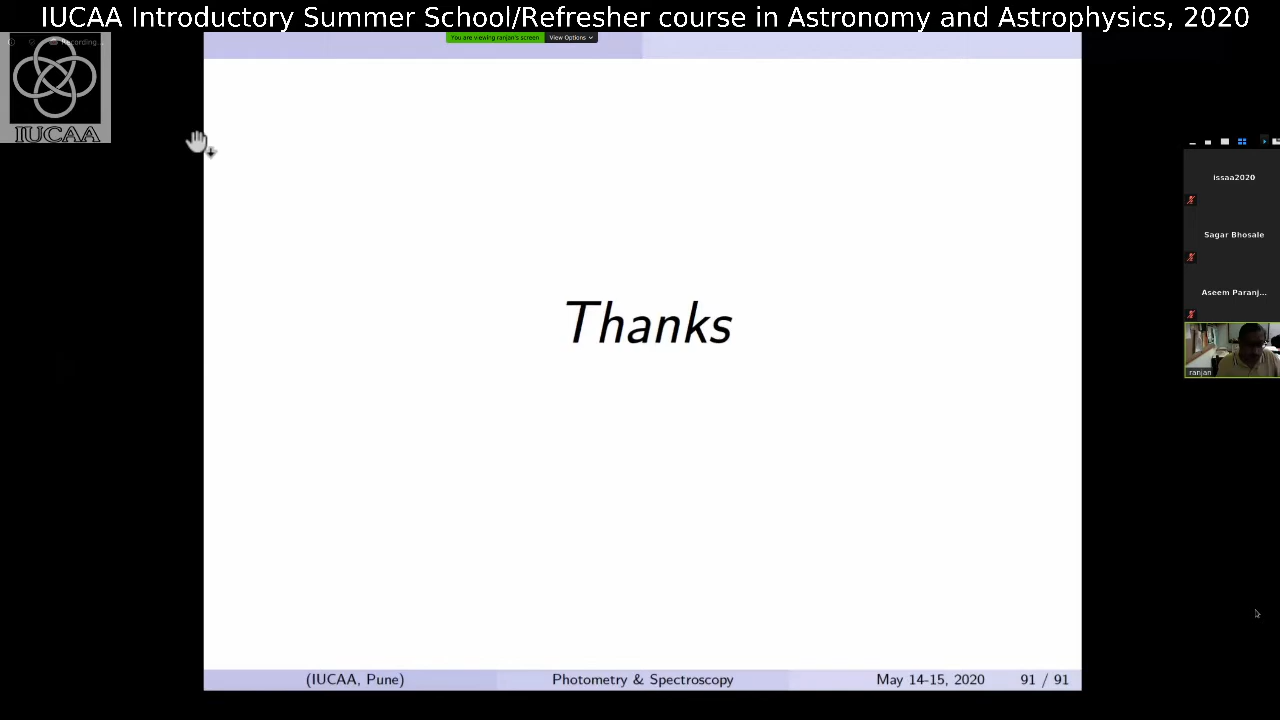 IUCAA Introductory Summer School/Refresher course in Astronomy and Astrophysics, 2020
Recording...
You are viewing ranjan's screen View Options
IUCAA
issaa2020
Sagar Bhosale
Aseem Paranj...
ranjan
Thanks
(IUCAA, Pune) Photometry & Spectroscopy May 14-15, 2020 91 / 91